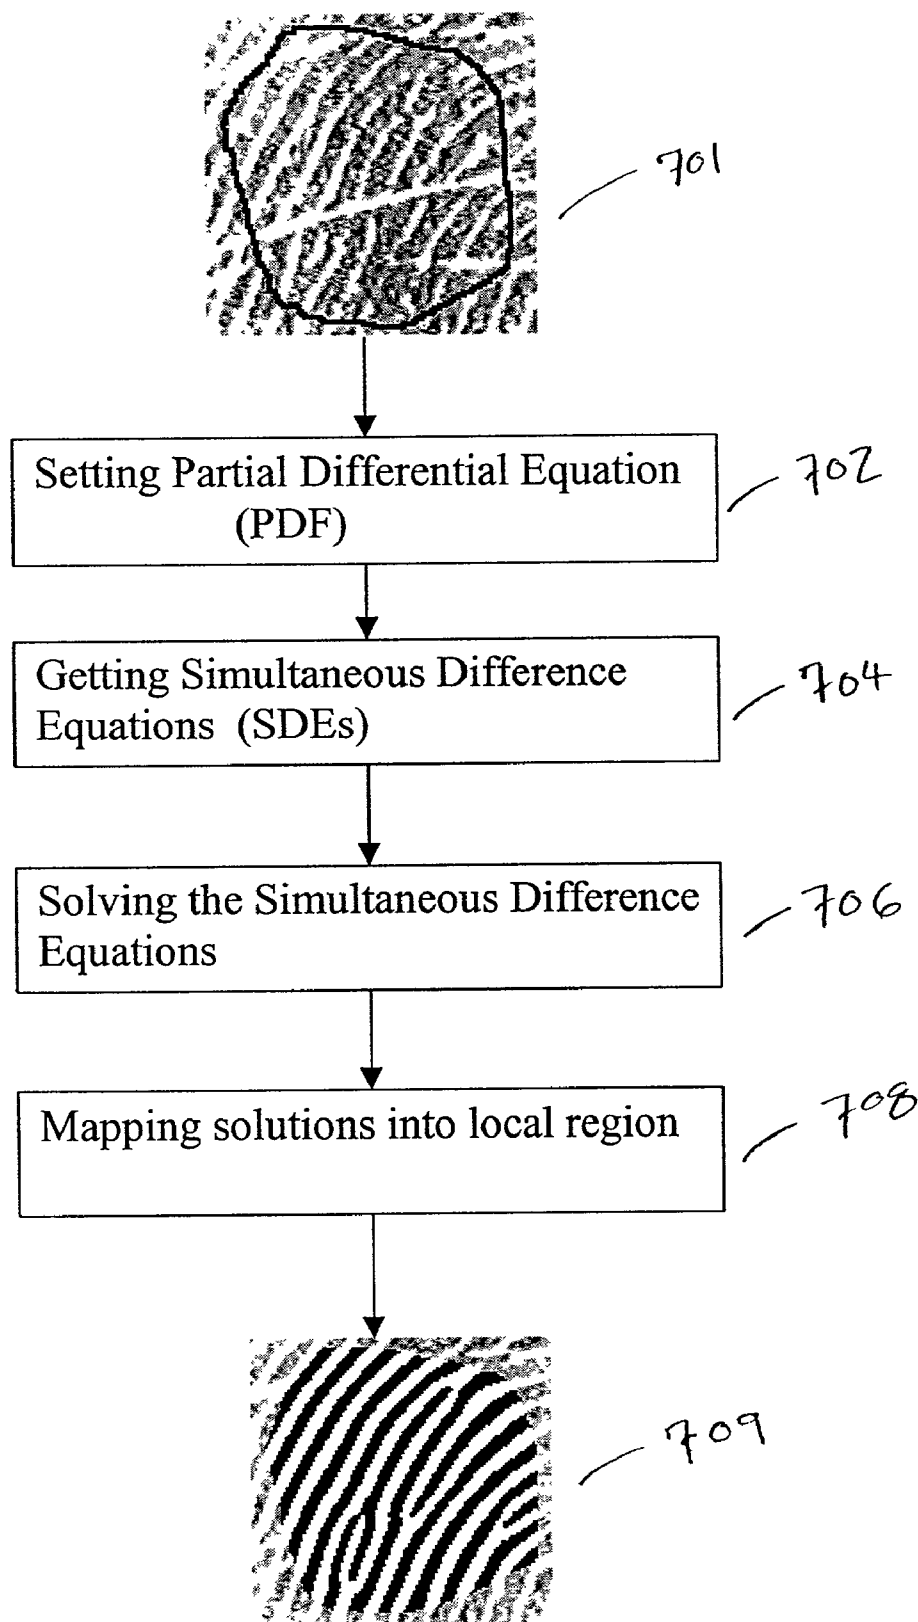 701
Setting Partial Differential Equation
(PDF)
702
Getting Simultaneous Difference
Equations (SDEs)
704
Solving the Simultaneous Difference
Equations
706
Mapping solutions into local region
708
709